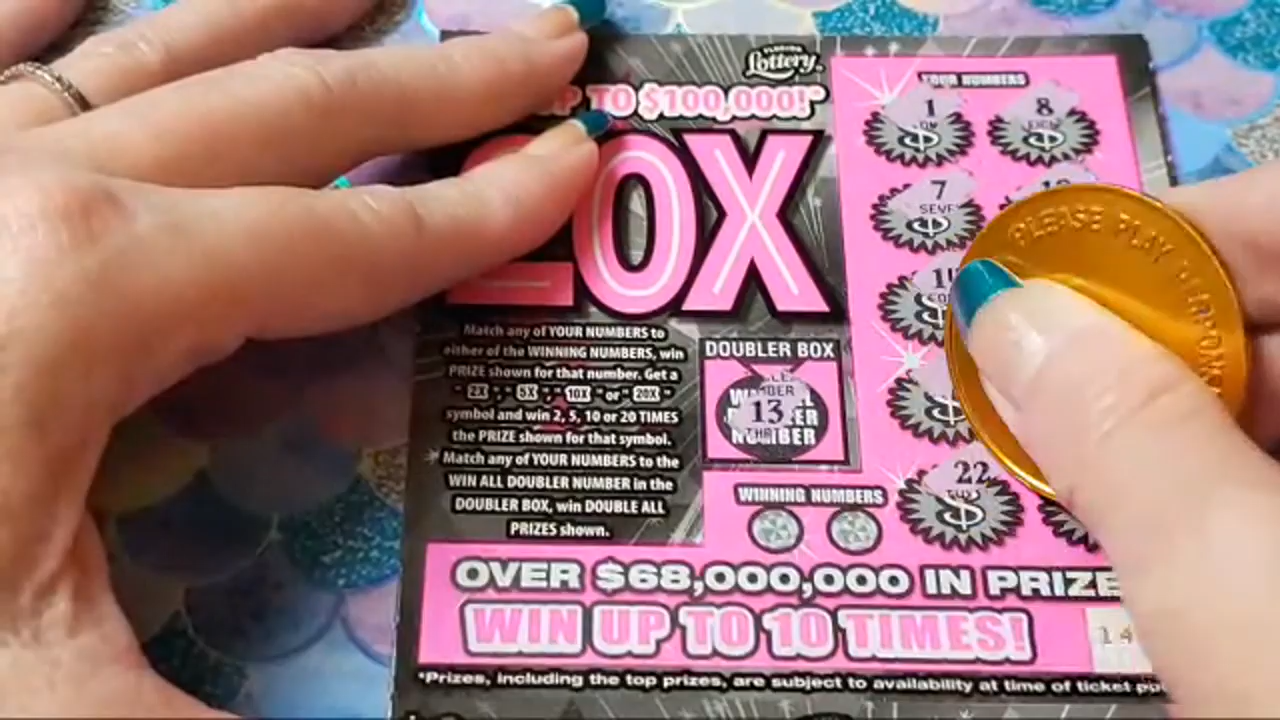 FLORIDA
Lottery
UP TO $100,000!*
20X
Match any of YOUR NUMBERS to
either of the WINNING NUMBERS, win
PRIZE shown for that number. Get a
"2X", "5X", "10X" or "20X"
symbol and win 2, 5, 10 or 20 TIMES
the PRIZE shown for that symbol.
*Match any of YOUR NUMBERS to the
WIN ALL DOUBLER NUMBER in the
DOUBLER BOX, win DOUBLE ALL
PRIZES shown.
DOUBLER BOX
13
NUMBER
WINNING NUMBERS
YOUR NUMBERS
1
8
7
22
PLEASE PLAY
OVER $68,000,000 IN PRIZE
WIN UP TO 10 TIMES!
14
*Prizes, including the top prizes, are subject to availability at time of ticket